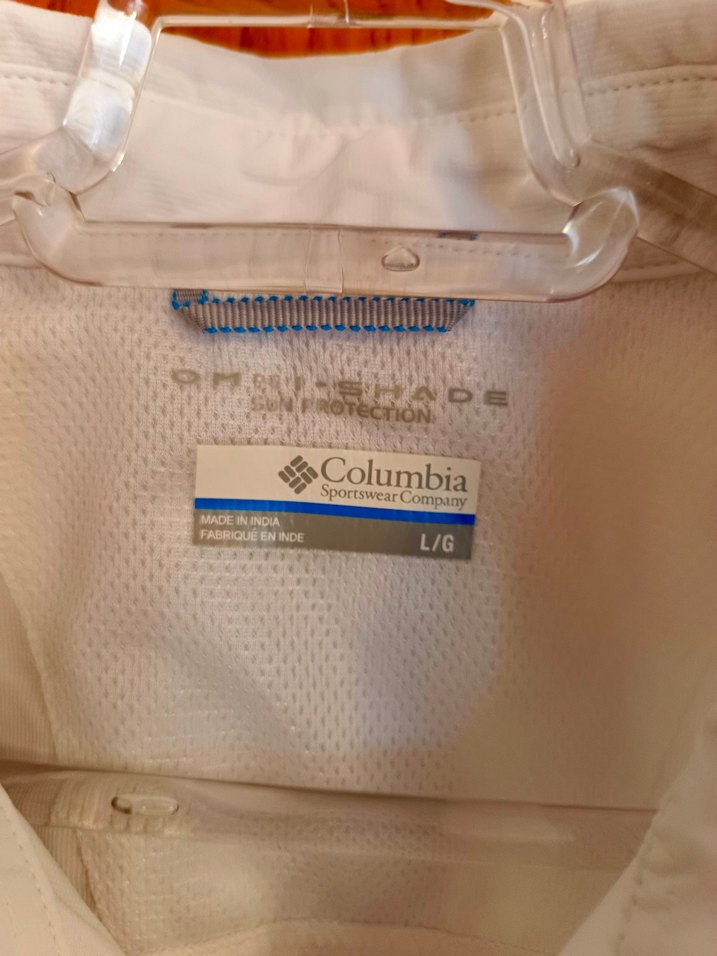 OMNI-SHADE
SUN PROTECTION
Columbia
Sportswear Company
MADE IN INDIA
FABRIQUÉ EN INDE
L/G